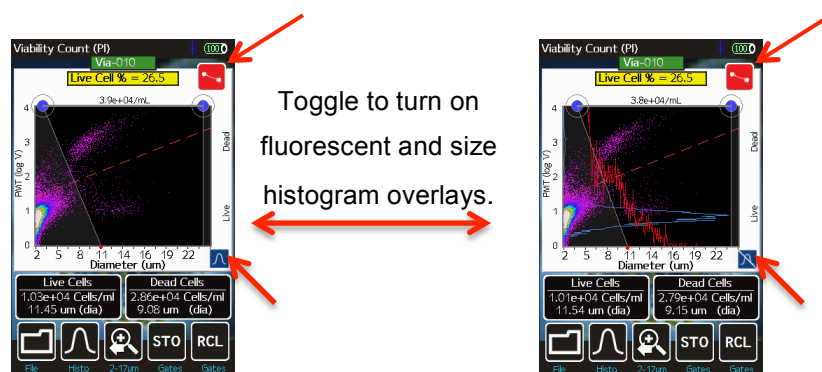 Viability Count (PI)
100
Via-010
Live Cell % = 26.5
3.9e+04/mL
4
3
2
1
0
PMT (log V)
Dead
Live
2 5 8 11 14 16 19 22
Diameter (um)
Live Cells
1.03e+04 Cells/ml
11.45 um (dia)
Dead Cells
2.86e+04 Cells/ml
9.08 um (dia)
STO
RCL
File
Histo
2-17um
Gates
Gates
Toggle to turn on
fluorescent and size
histogram overlays.
Viability Count (PI)
100
Via-010
Live Cell % = 26.5
3.8e+04/mL
4
3
2
1
0
PMT (log V)
Dead
Live
2 5 8 11 14 16 19 22
Diameter (um)
Live Cells
1.01e+04 Cells/ml
11.54 um (dia)
Dead Cells
2.79e+04 Cells/ml
9.15 um (dia)
STO
RCL
File
Histo
2-17um
Gates
Gates